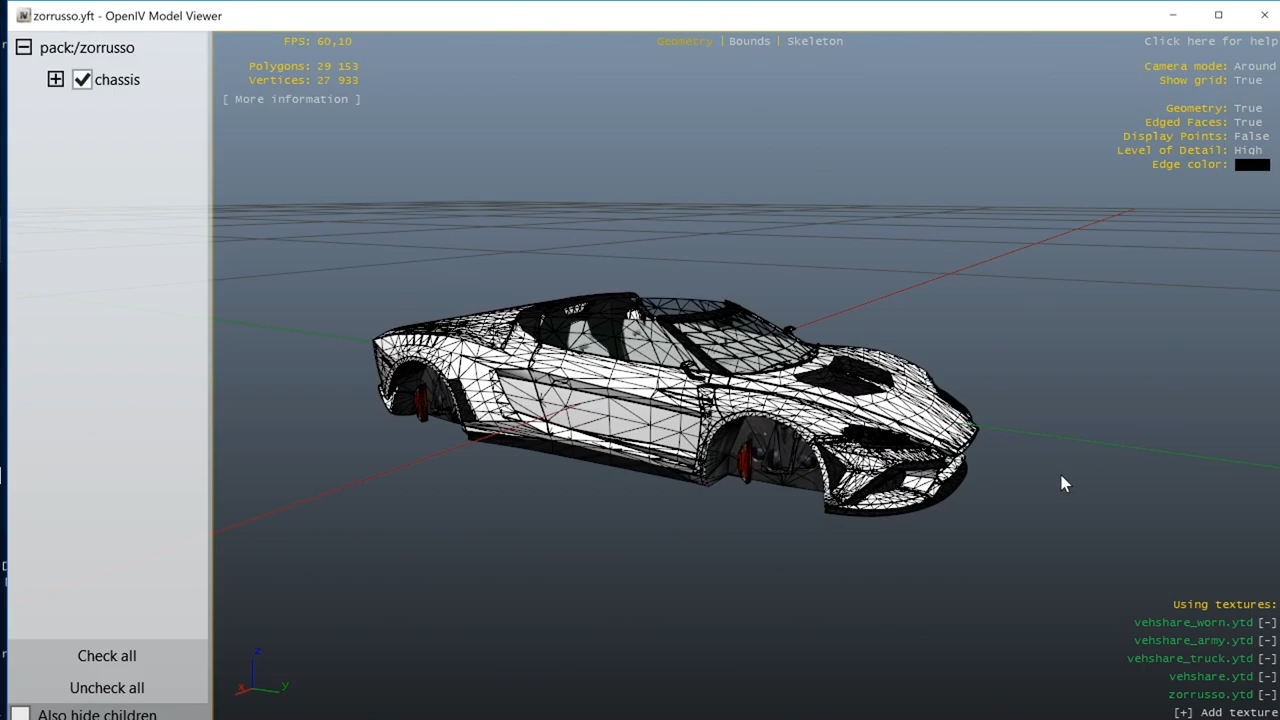 zorrusso.yft - OpenIV Model Viewer
pack:/zorrusso
chassis
FPS: 60,10
Polygons: 29 153
Vertices: 27 933
[ More information ]
Geometry | Bounds | Skeleton
Click here for help
Camera mode: Around
Show grid: True
Geometry: True
Edged Faces: True
Display Points: False
Level of Detail: High
Edge color:
z
x
y
Using textures:
vehshare_worn.ytd [-]
vehshare_army.ytd [-]
vehshare_truck.ytd [-]
vehshare.ytd [-]
zorrusso.ytd [-]
[+] Add texture
Check all
Uncheck all
Also hide children